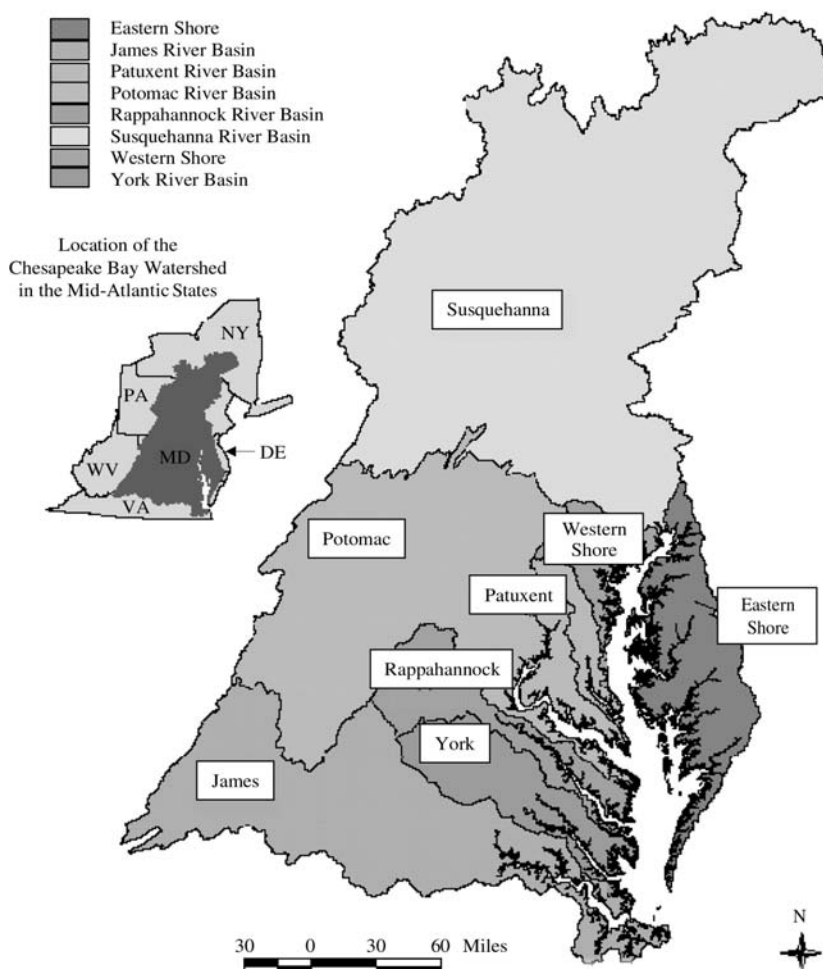 Eastern Shore
James River Basin
Patuxent River Basin
Potomac River Basin
Rappahannock River Basin
Susquehanna River Basin
Western Shore
York River Basin
Location of the
Chesapeake Bay Watershed
in the Mid-Atlantic States
NY
PA
MD
DE
WV
VA
Susquehanna
Potomac
Western
Shore
Patuxent
Eastern
Shore
Rappahannock
York
James
30 0 30 60 Miles
N